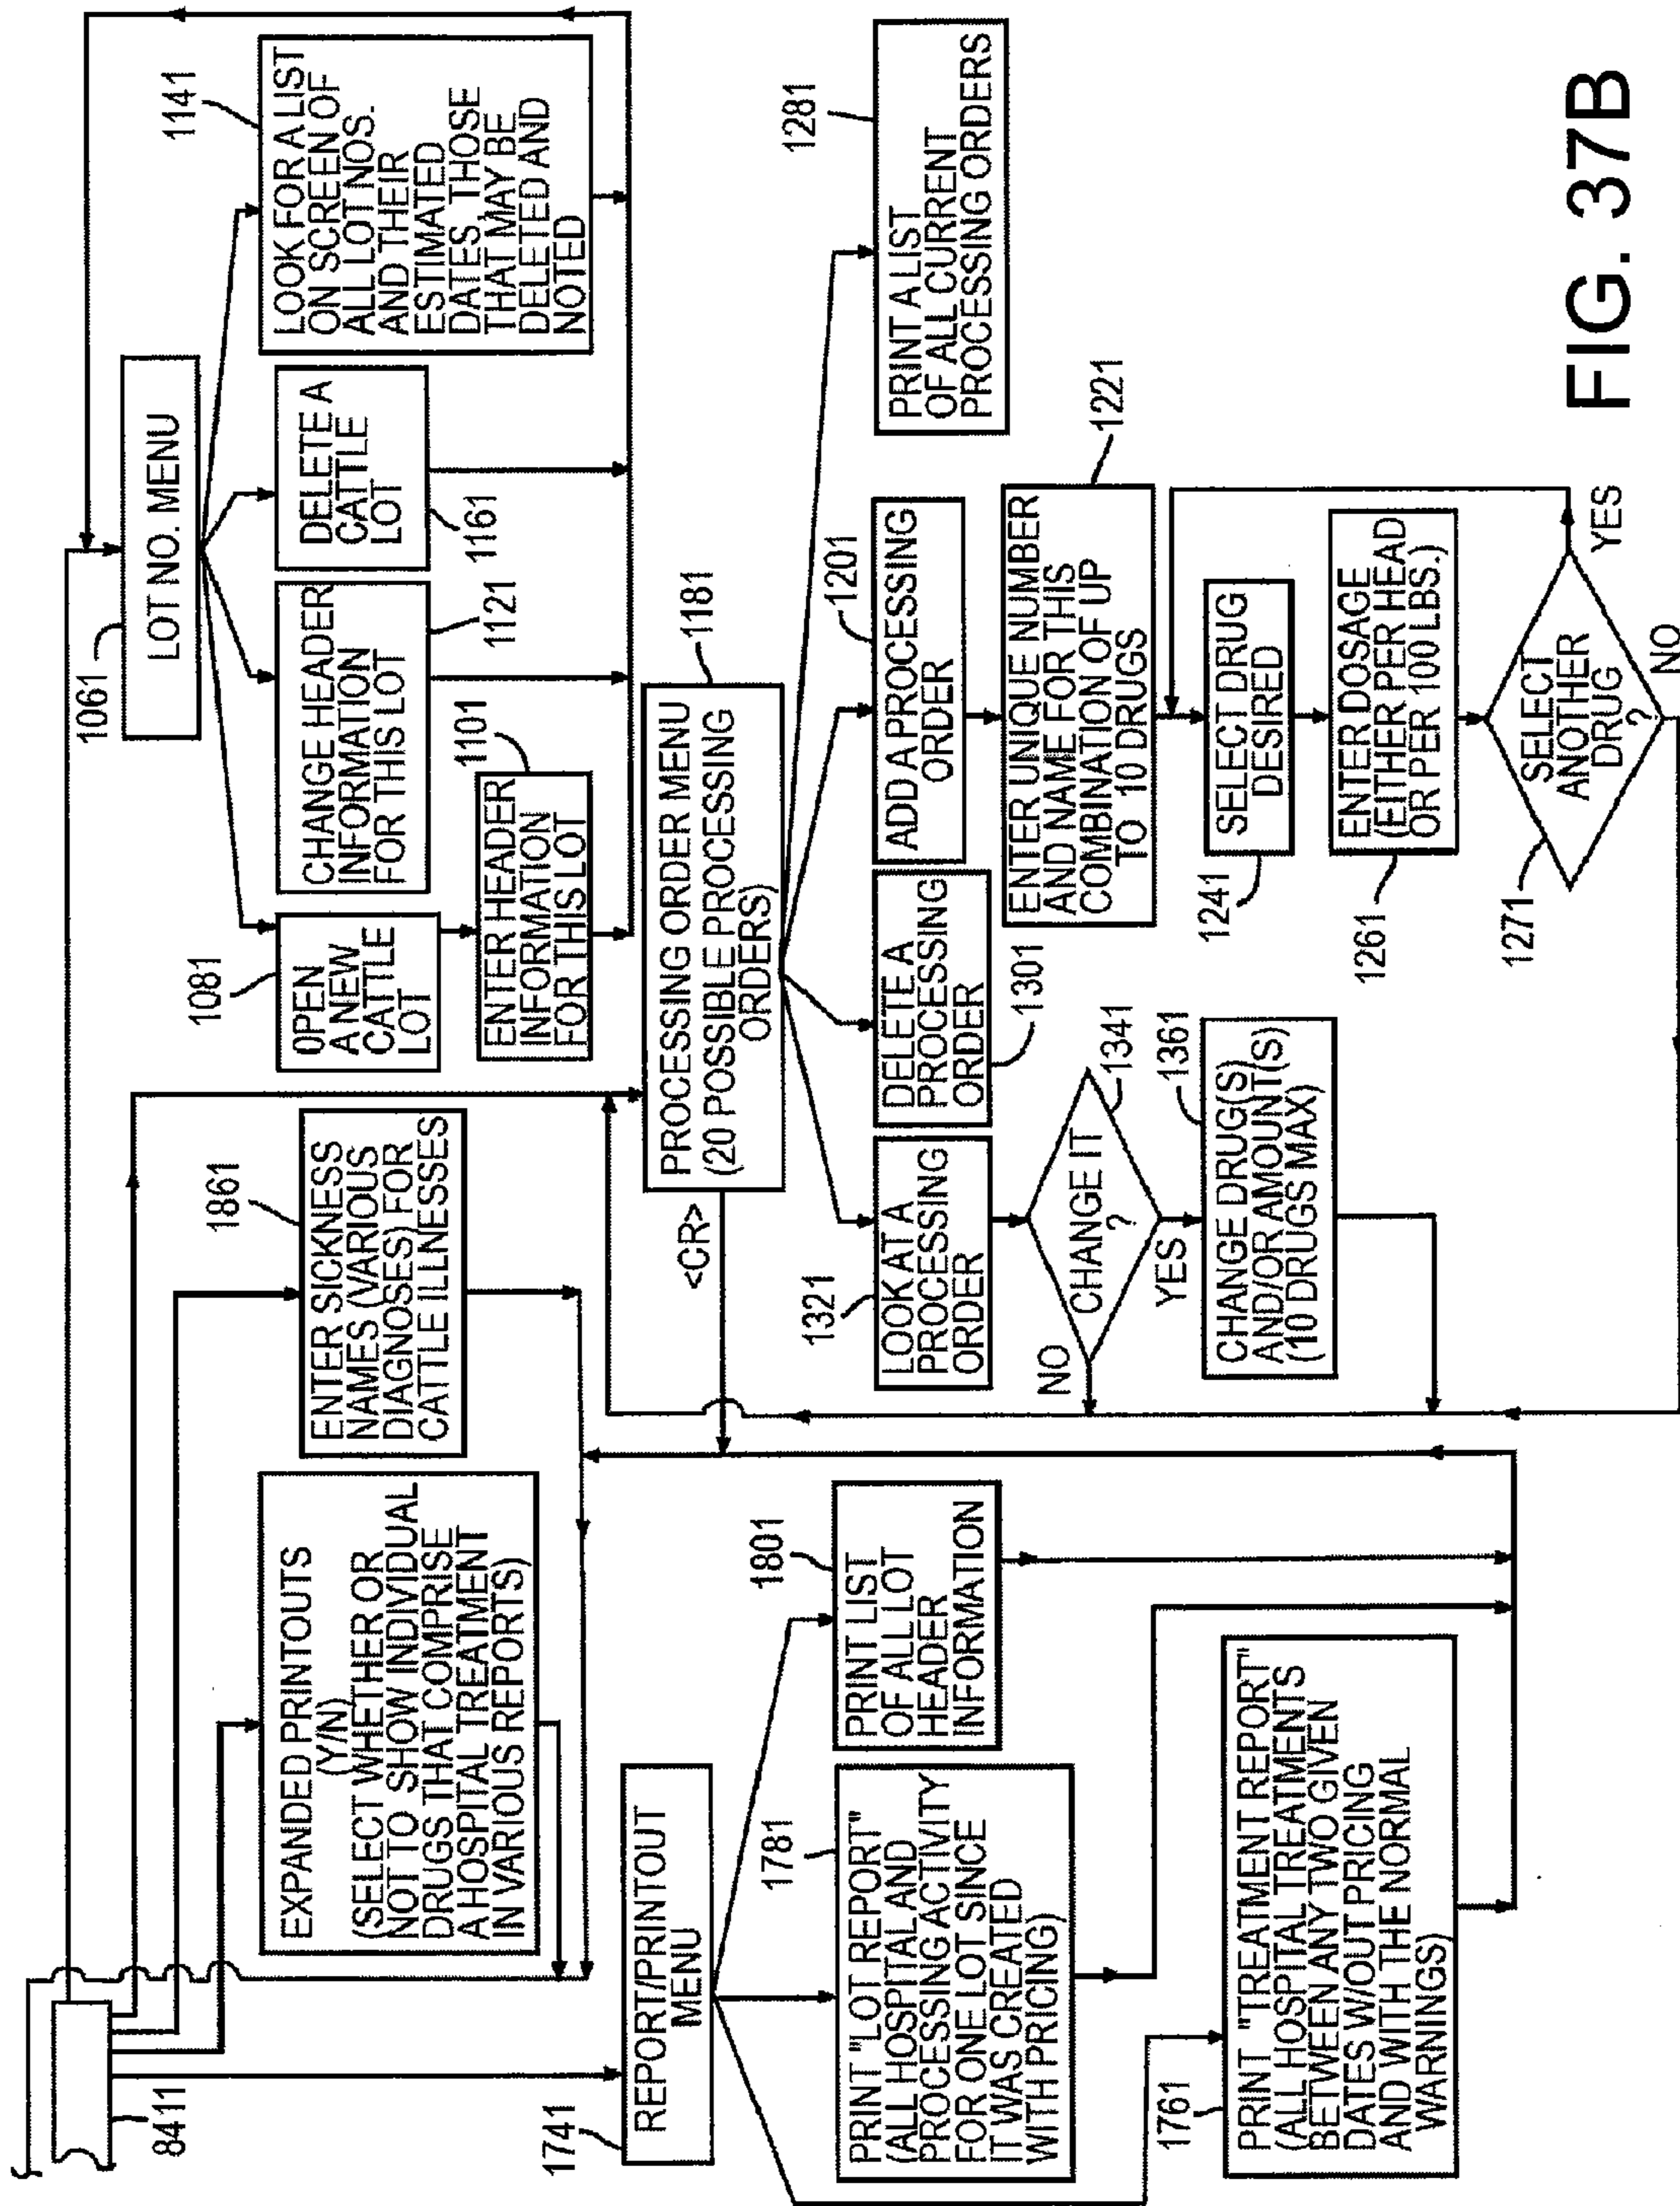 8411
1061
LOT NO. MENU
1081
OPEN
A NEW
CATTLE
LOT
1101
ENTER HEADER
INFORMATION
FOR THIS LOT
CHANGE HEADER
INFORMATION
FOR THIS LOT
1121
DELETE A
CATTLE
LOT
1161
1141
LOOK FOR A LIST
ON SCREEN OF
ALL LOT NOS.
AND THEIR
ESTIMATED
DATES, THOSE
THAT MAY BE
DELETED AND
NOTED
EXPANDED PRINTOUTS
(Y/N)
(SELECT WHETHER OR
NOT TO SHOW INDIVIDUAL
DRUGS THAT COMPRISE
A HOSPITAL TREATMENT
IN VARIOUS REPORTS)
1861
ENTER SICKNESS
NAMES (VARIOUS
DIAGNOSES) FOR
CATTLE ILLNESSES
1181
PROCESSING ORDER MENU
(20 POSSIBLE PROCESSING
ORDERS)
<CR>
1321
LOOK AT A
PROCESSING
ORDER
1341
CHANGE IT
?
NO
YES
1361
CHANGE DRUG(S)
AND/OR AMOUNT(S)
(10 DRUGS MAX)
DELETE A
PROCESSING
ORDER
1301
1201
ADD A PROCESSING
ORDER
1221
ENTER UNIQUE NUMBER
AND NAME FOR THIS
COMBINATION OF UP
TO 10 DRUGS
1241
SELECT DRUG
DESIRED
1261
ENTER DOSAGE
(EITHER PER HEAD
OR PER 100 LBS.)
1271
SELECT
ANOTHER
DRUG
?
YES
NO
1281
PRINT A LIST
OF ALL CURRENT
PROCESSING ORDERS
1741
REPORT/PRINTOUT
MENU
1781
PRINT "LOT REPORT"
(ALL HOSPITAL AND
PROCESSING ACTIVITY
FOR ONE LOT SINCE
IT WAS CREATED
WITH PRICING)
1801
PRINT LIST
OF ALL LOT
HEADER
INFORMATION
1761
PRINT "TREATMENT REPORT"
(ALL HOSPITAL TREATMENTS
BETWEEN ANY TWO GIVEN
DATES W/OUT PRICING
AND WITH THE NORMAL
WARNINGS)
FIG. 37B